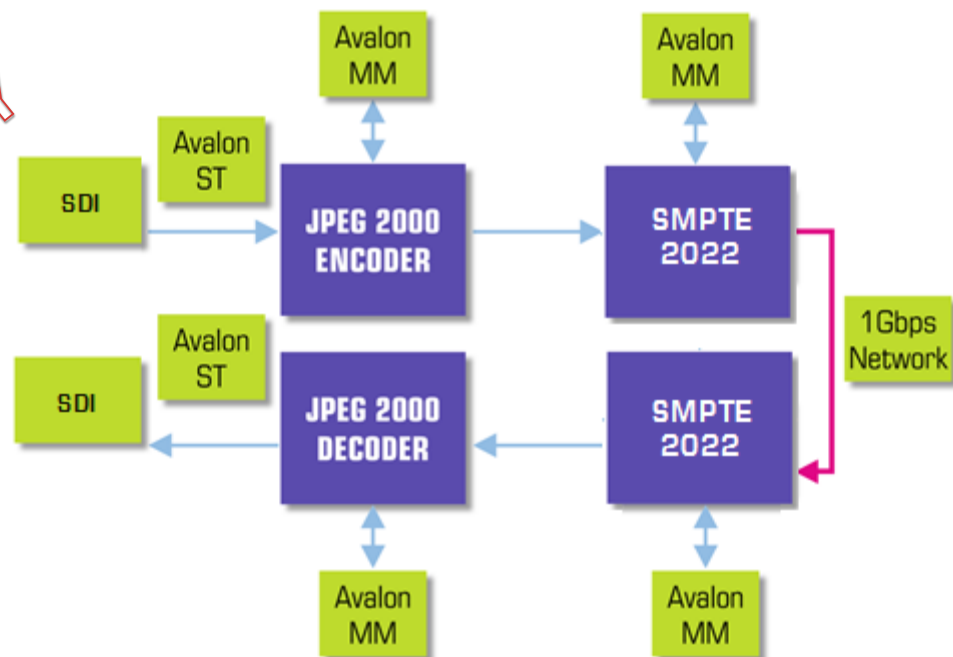 Avalon
MM
Avalon
MM
Avalon
ST
SDI
JPEG 2000
ENCODER
SMPTE
2022
1Gbps
Network
Avalon
ST
SDI
JPEG 2000
DECODER
SMPTE
2022
Avalon
MM
Avalon
MM